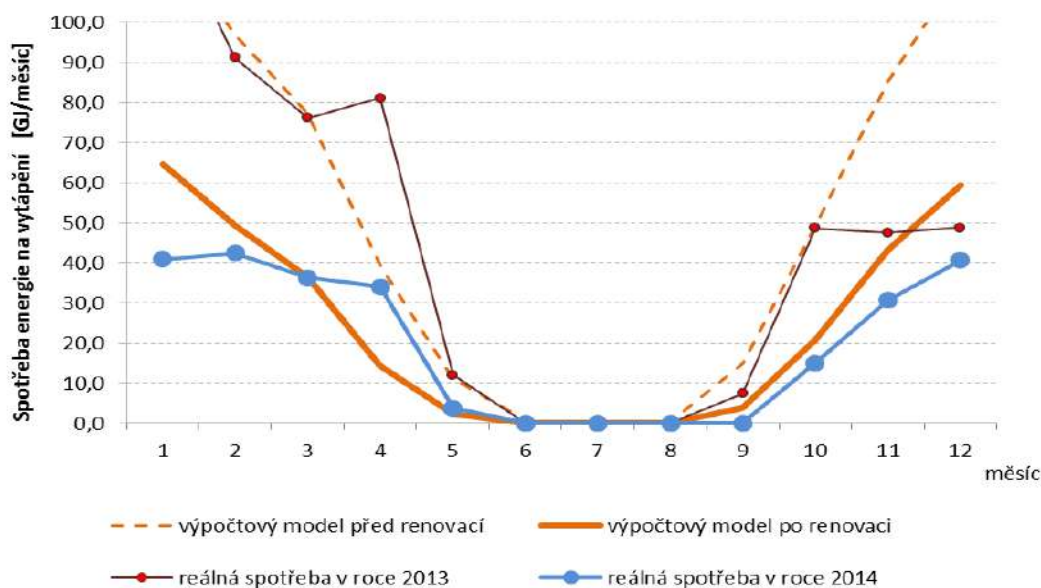 Spotřeba energie na vytápění [GJ/měsíc]
100,0
90,0
80,0
70,0
60,0
50,0
40,0
30,0
20,0
10,0
0,0
1 2 3 4 5 6 7 8 9 10 11 12
měsíc
výpočtový model před renovací
výpočtový model po renovaci
reálná spotřeba v roce 2013
reálná spotřeba v roce 2014